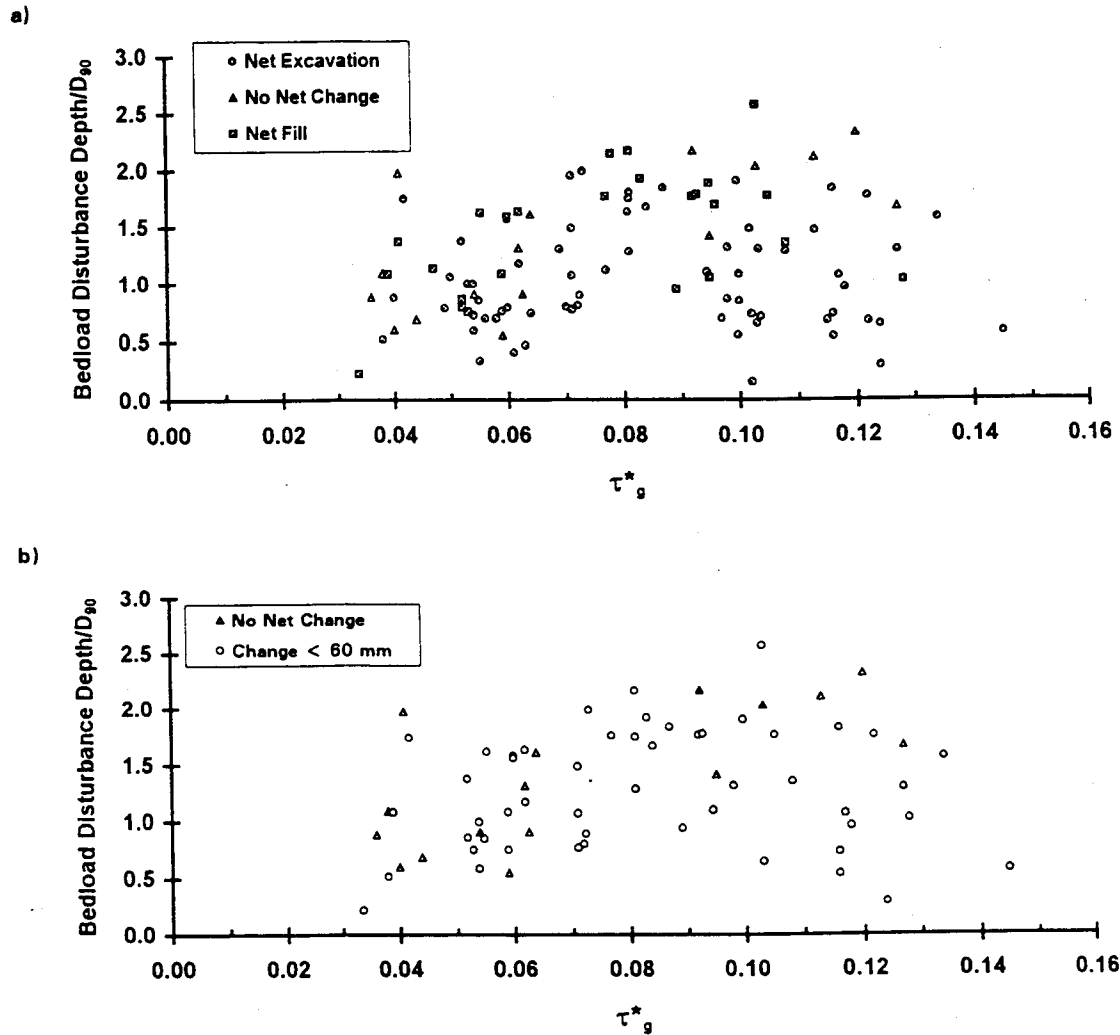 a)
Bedload Disturbance Depth/D90
3.0
2.5
2.0
1.5
1.0
0.5
0.0
Net Excavation
No Net Change
Net Fill
0.00 0.02 0.04 0.06 0.08 0.10 0.12 0.14 0.16
τ*g
b)
Bedload Disturbance Depth/D90
3.0
2.5
2.0
1.5
1.0
0.5
0.0
No Net Change
Change < 60 mm
0.00 0.02 0.04 0.06 0.08 0.10 0.12 0.14 0.16
τ*g